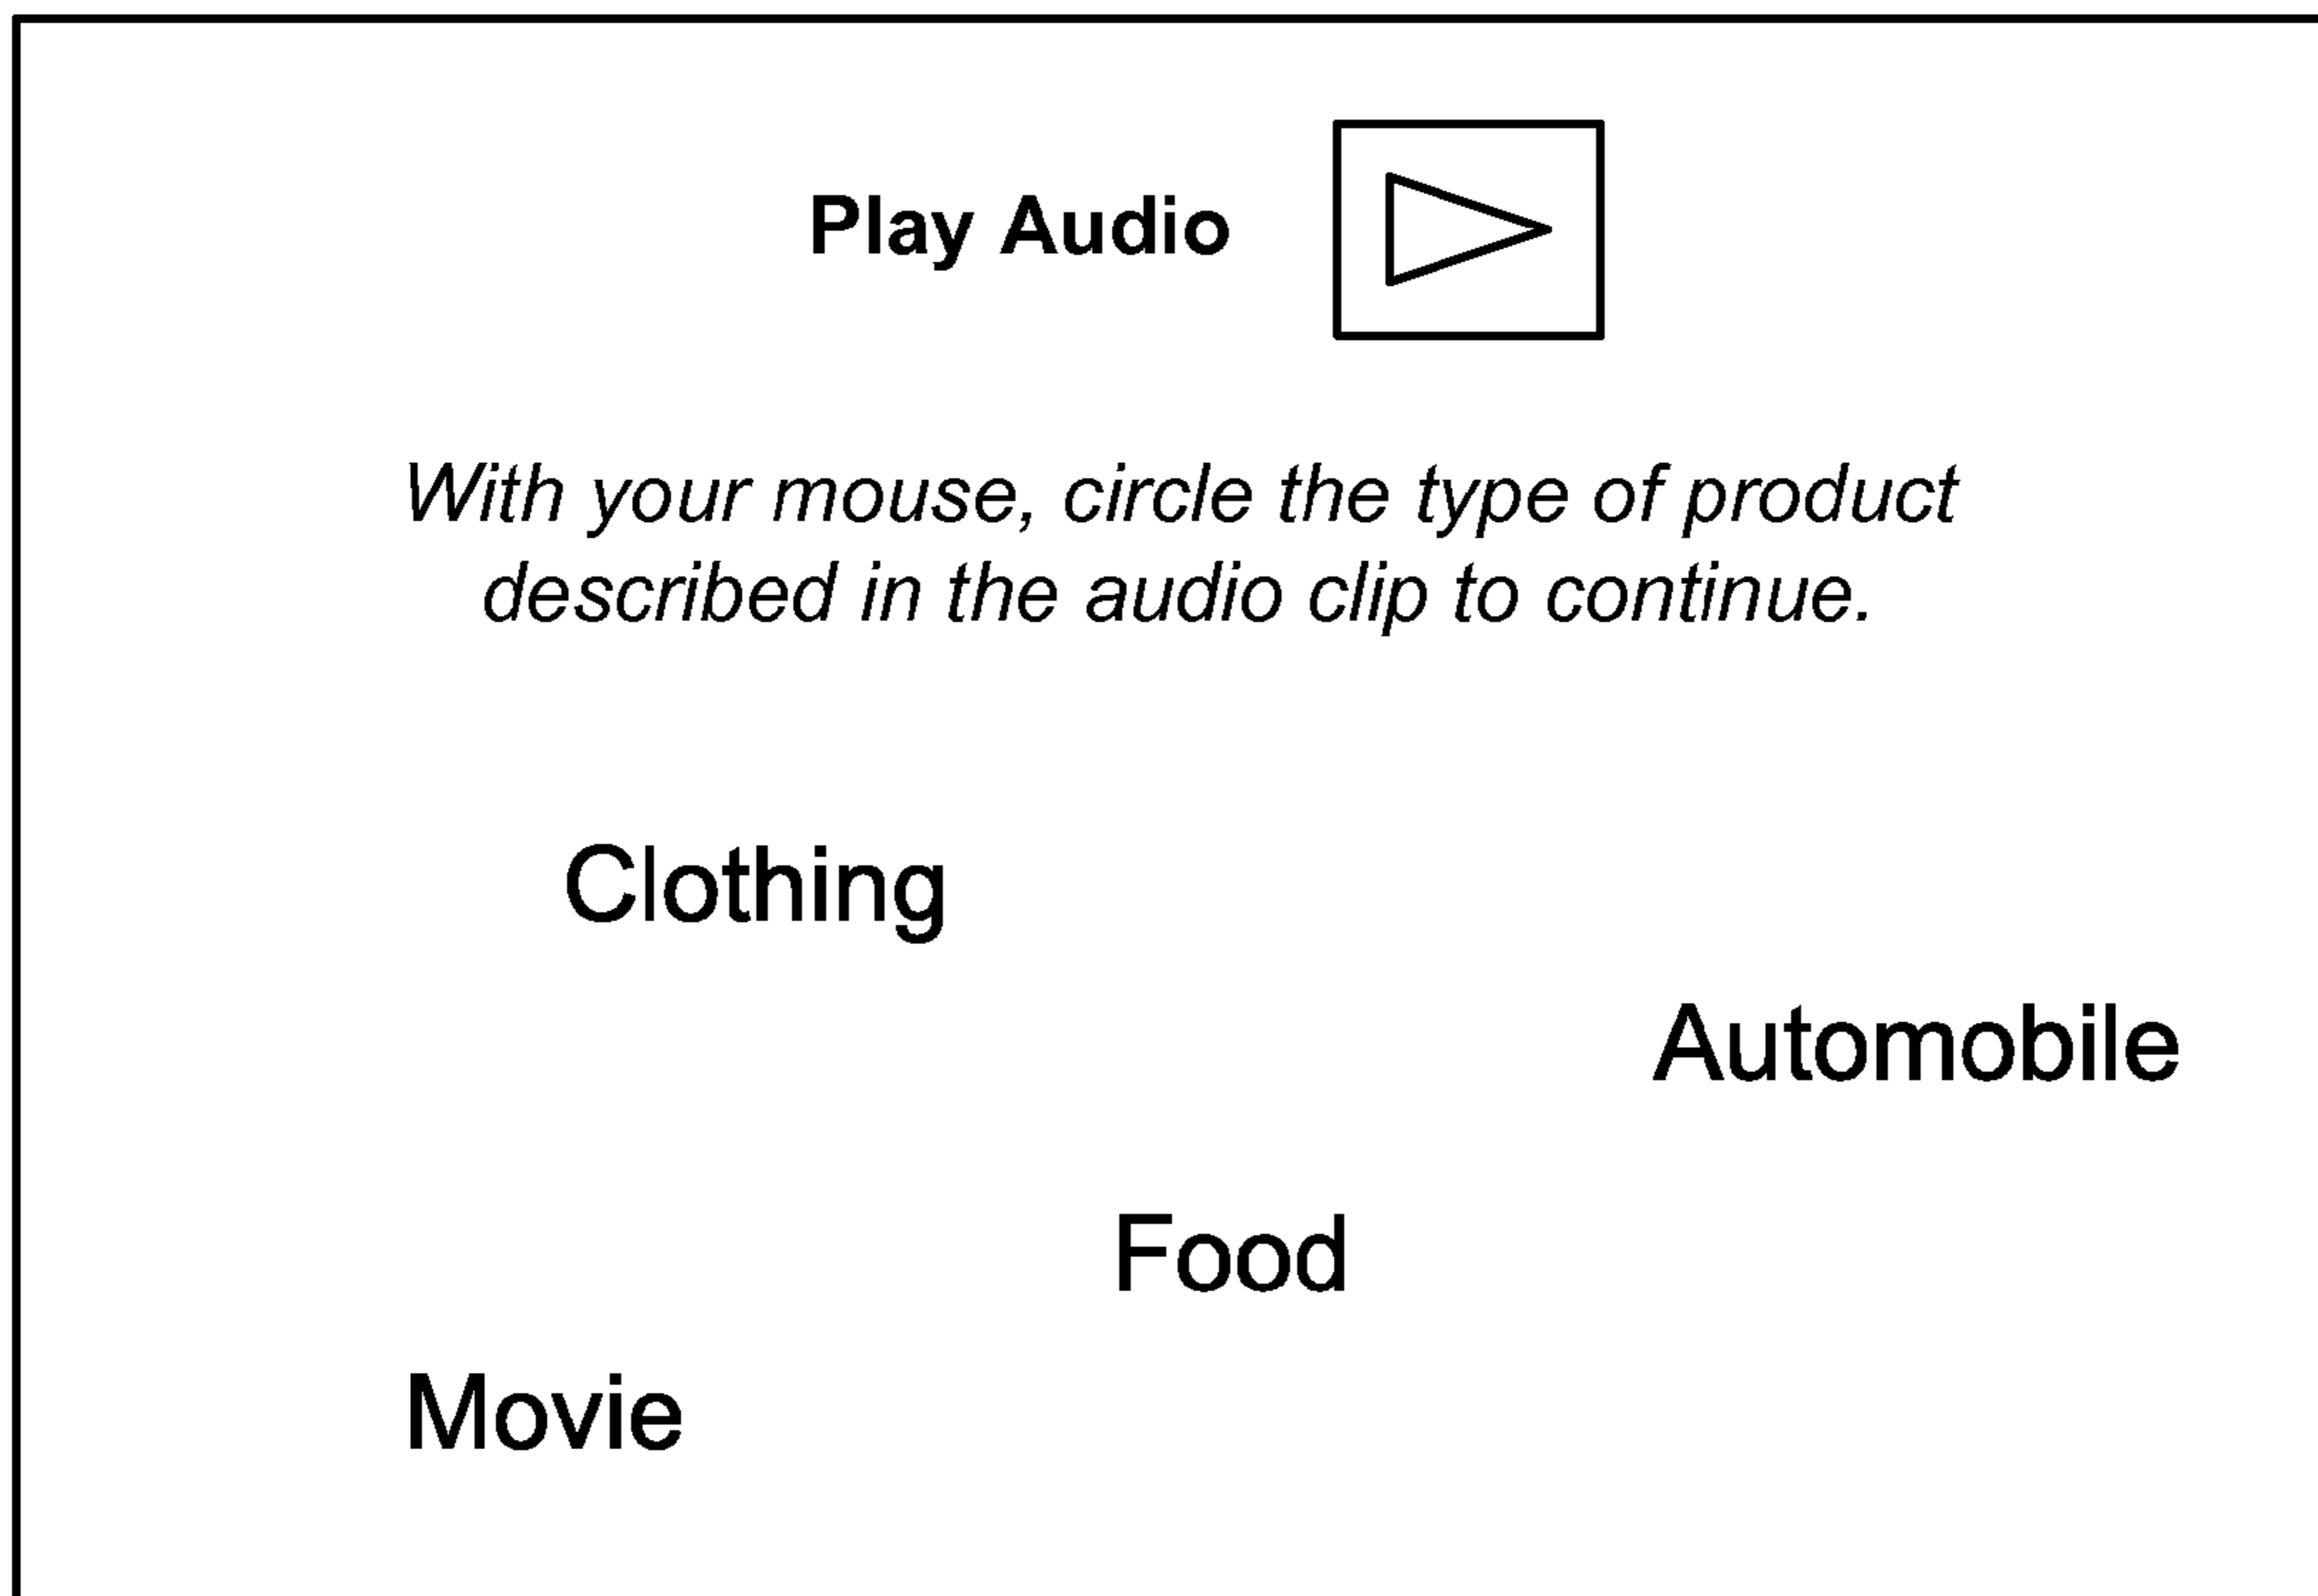 Play Audio
With your mouse, circle the type of product
described in the audio clip to continue.
Clothing
Automobile
Food
Movie